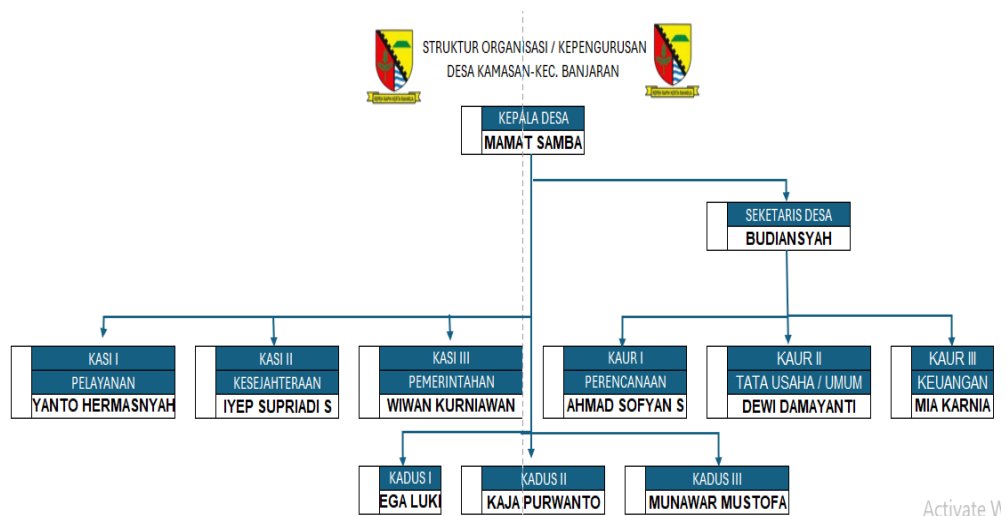 STRUKTUR ORGANISASI / KEPENGURUSAN
DESA KAMASAN-KEC. BANJARAN
KEPALA DESA
MAMAT SAMBA
SEKETARIS DESA
BUDIANSYAH
KASI I
PELAYANAN
YANTO HERMASNYAH
KASI II
KESEJAHTERAAN
IYEP SUPRIADI S
KASI III
PEMERINTAHAN
WIWAN KURNIAWAN
KAUR I
PERENCANAAN
AHMAD SOFYAN S
KAUR II
TATA USAHA / UMUM
DEWI DAMAYANTI
KAUR III
KEUANGAN
MIA KARNIA
KADUS I
EGA LUKI
KADUS II
KAJA PURWANTO
KADUS III
MUNAWAR MUSTOFA
Activate W